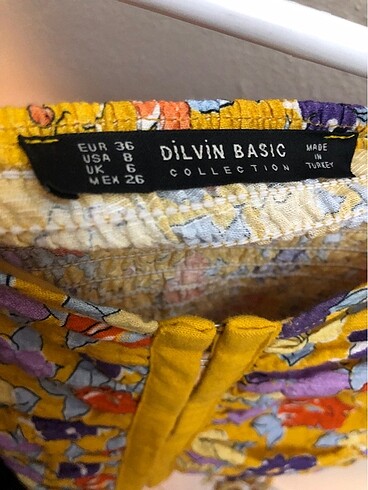 EUR 36
USA 8
UK 6
MEX 26
DİLVİN BASIC
COLLECTION
MADE
IN
TURKEY